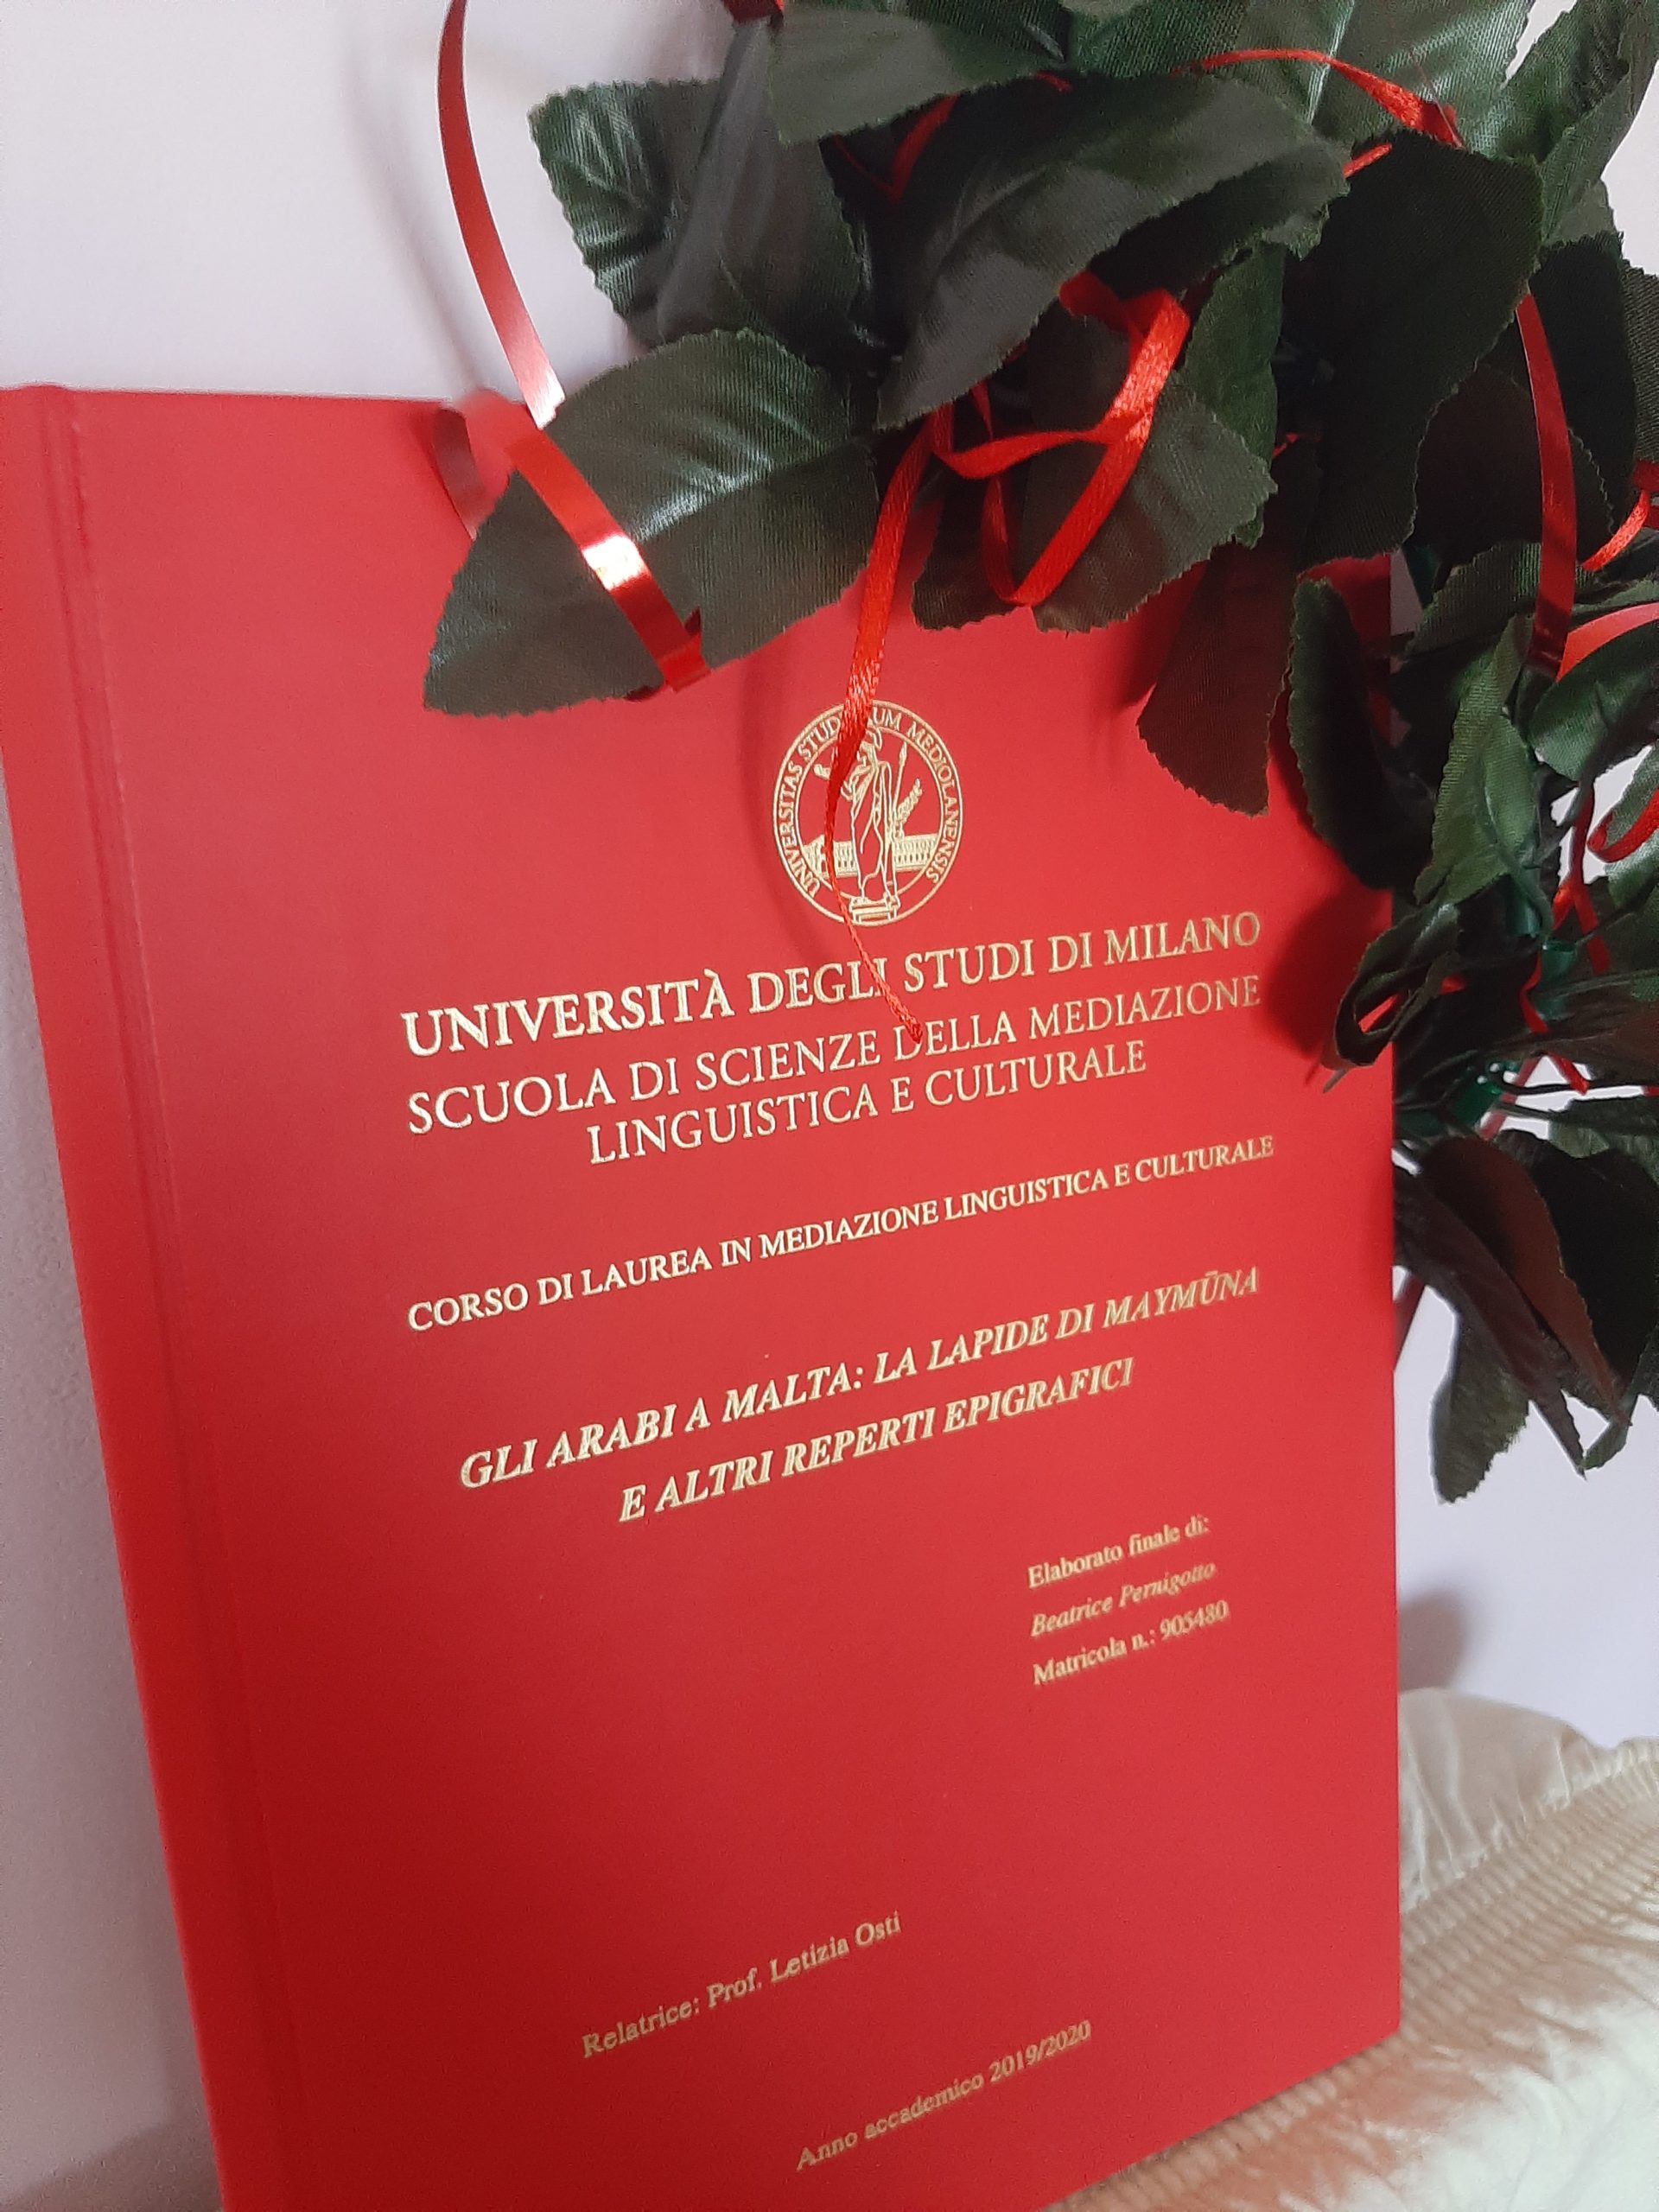 UNIVERSITAS STUDIORUM MEDIOLANENSIS
UNIVERSITÀ DEGLI STUDI DI MILANO
SCUOLA DI SCIENZE DELLA MEDIAZIONE
LINGUISTICA E CULTURALE
CORSO DI LAUREA IN MEDIAZIONE LINGUISTICA E CULTURALE
GLI ARABI A MALTA: LA LAPIDE DI MAYMŪNA
E ALTRI REPERTI EPIGRAFICI
Elaborato finale di:
Beatrice Pernigotto
Matricola n.: 905480
Relatrice: Prof. Letizia Osti
Anno accademico 2019/2020